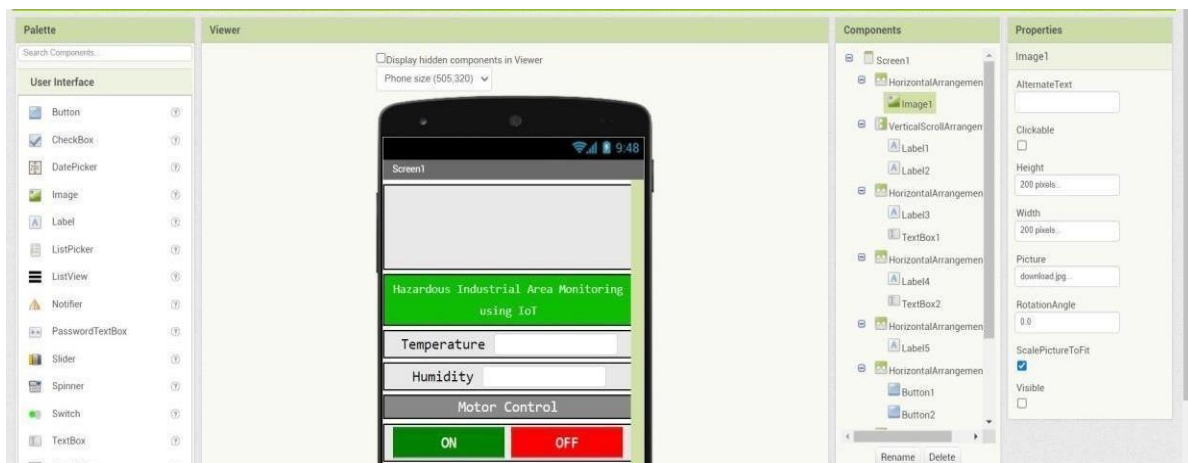 Palette
Search Components...
User Interface
Button
CheckBox
DatePicker
Image
Label
ListPicker
ListView
Notifier
PasswordTextBox
Slider
Spinner
Switch
TextBox
Viewer
Display hidden components in Viewer
Phone size (505,320)
9:48
Screen1
Hazardous Industrial Area Monitoring
using IoT
Temperature
Humidity
Motor Control
ON OFF
Components
Screen1
HorizontalArrangemen
Image1
VerticalScrollArrangen
Label1
Label2
HorizontalArrangemen
Label3
TextBox1
HorizontalArrangemen
Label4
TextBox2
HorizontalArrangemen
Label5
HorizontalArrangemen
Button1
Button2
Rename Delete
Properties
Image1
AlternateText
Clickable
Height
200 pixels...
Width
200 pixels...
Picture
download.jpg...
RotationAngle
0.0
ScalePictureToFit
Visible